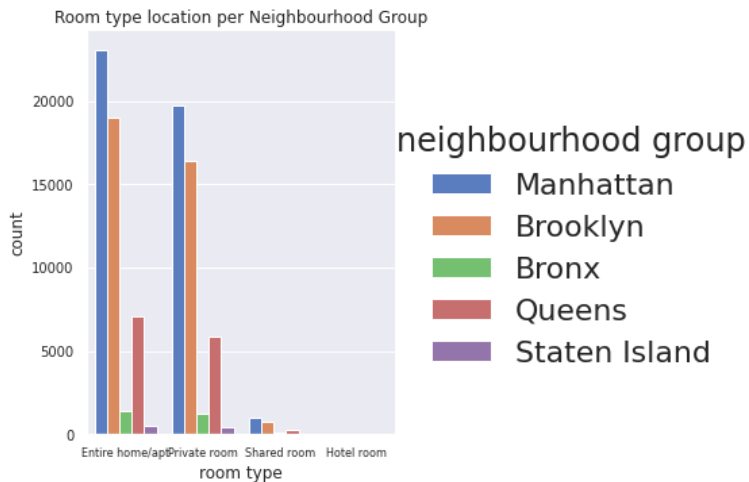 Room type location per Neighbourhood Group
20000
15000
10000
5000
0
count
Entire home/apt
Private room
Shared room
Hotel room
room type
neighbourhood group
Manhattan
Brooklyn
Bronx
Queens
Staten Island